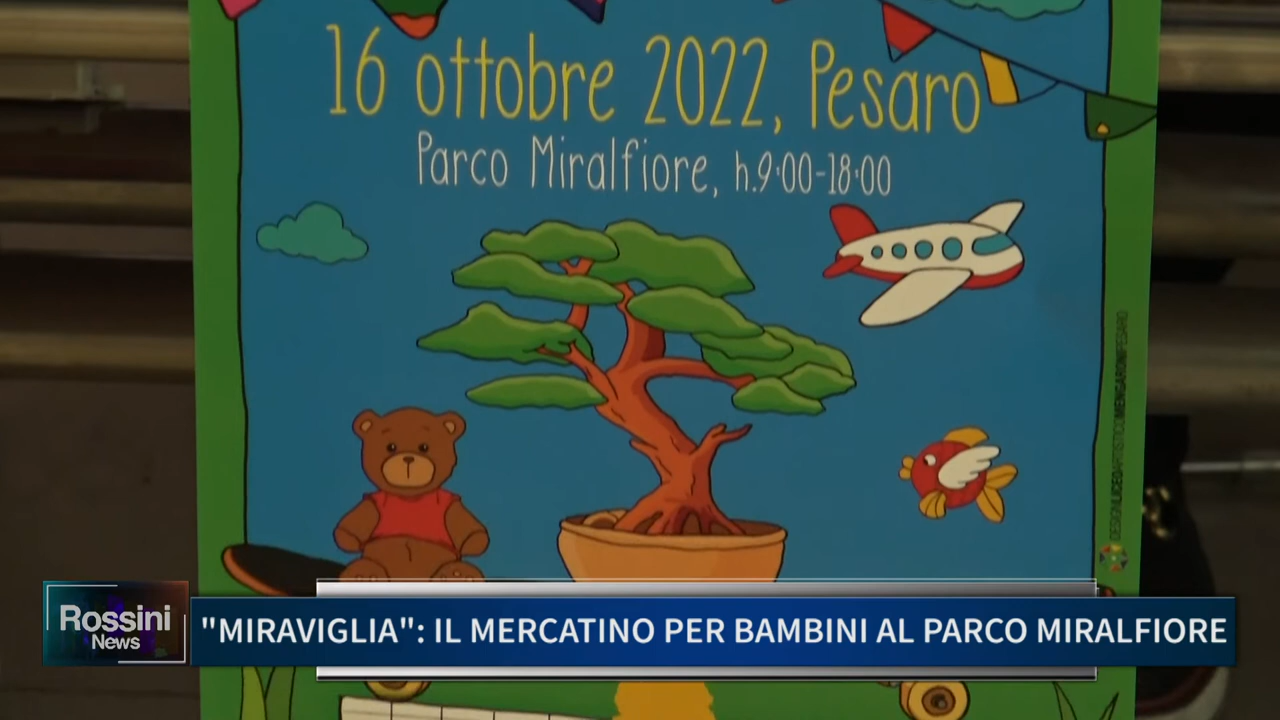 16 ottobre 2022, Pesaro
Parco Miralfiore, h.9:00-18:00
DESIGNLICEOARTISTICOMENGARONIPESARO
Rossini
News
"MIRAVIGLIA": IL MERCATINO PER BAMBINI AL PARCO MIRALFIORE